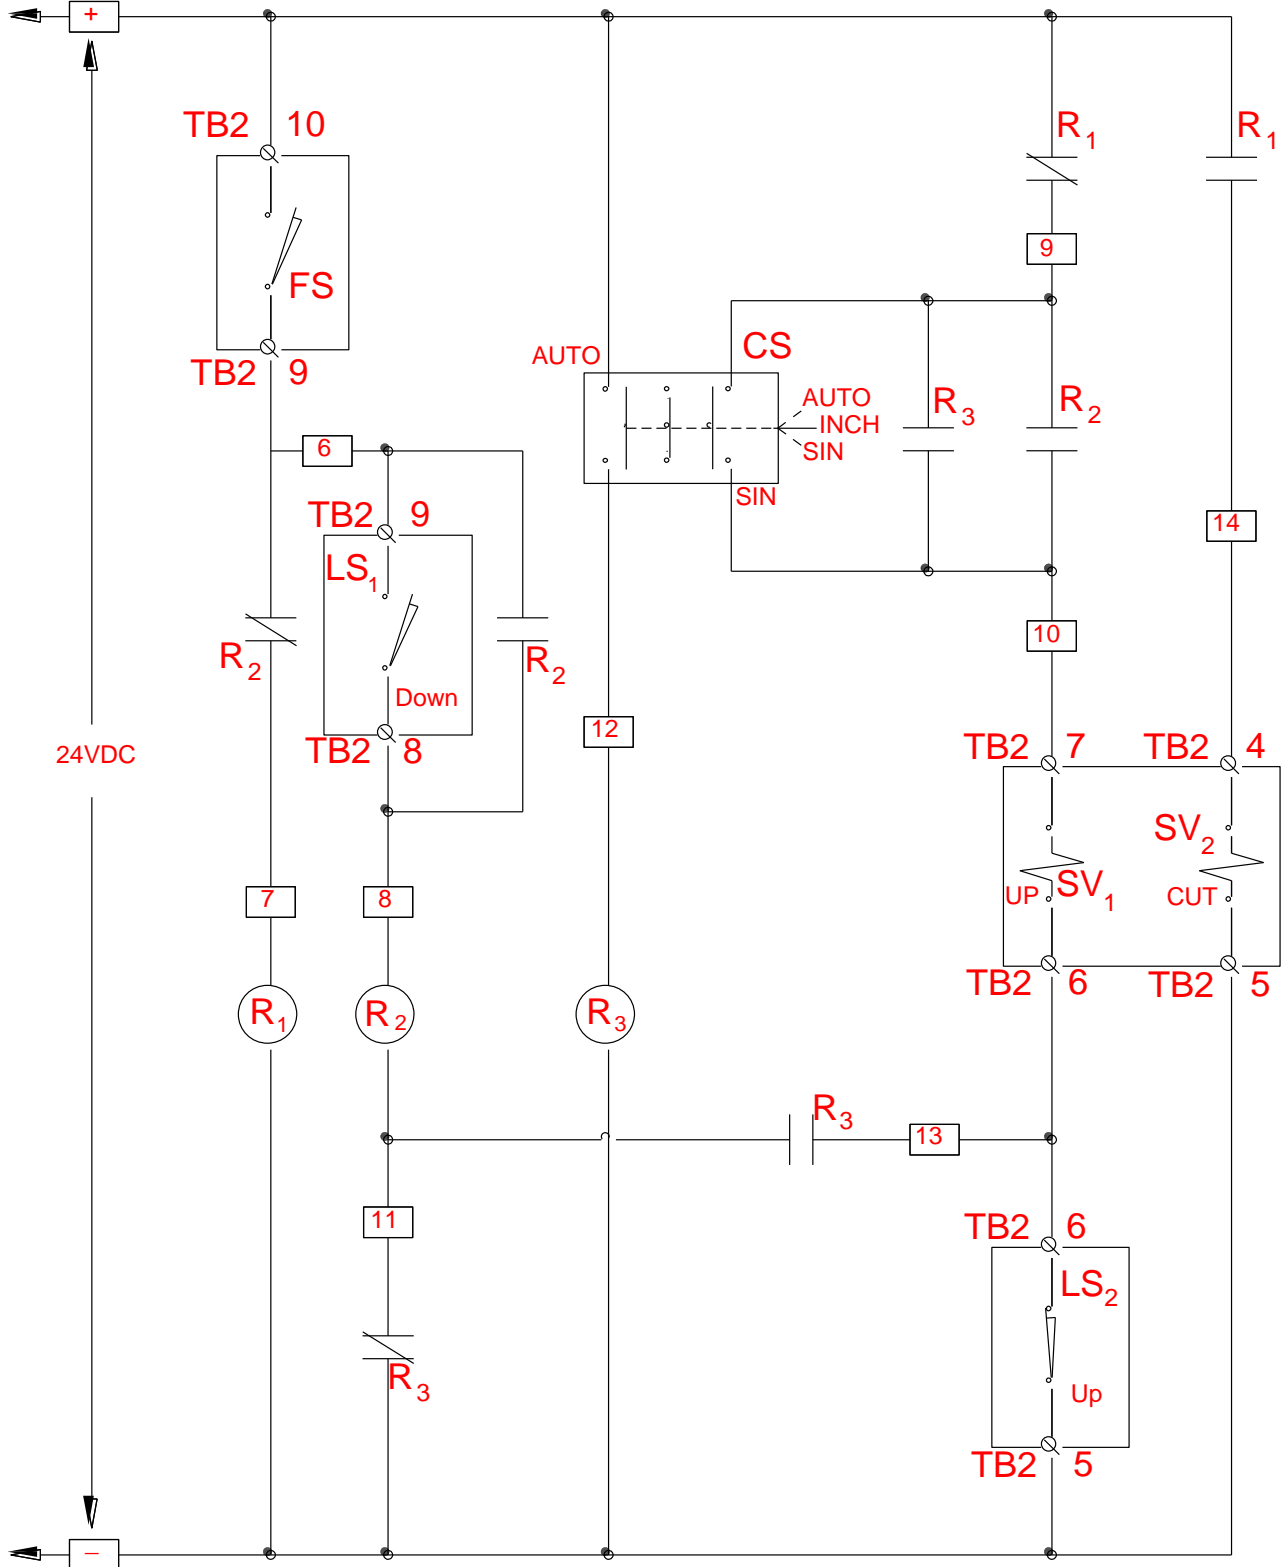 +
TB2 10
R1
R1
9
FS
TB2 9
AUTO
CS
AUTO
INCH
SIN
R3
R2
6
SIN
TB2 9
14
LS1
10
R2
R2
Down
12
TB2 8
24VDC
TB2 7
TB2 4
SV2
7
8
UP
SV1
CUT
TB2 6
TB2 5
R1
R2
R3
R3
13
11
TB2 6
LS2
R3
Up
TB2 5
−